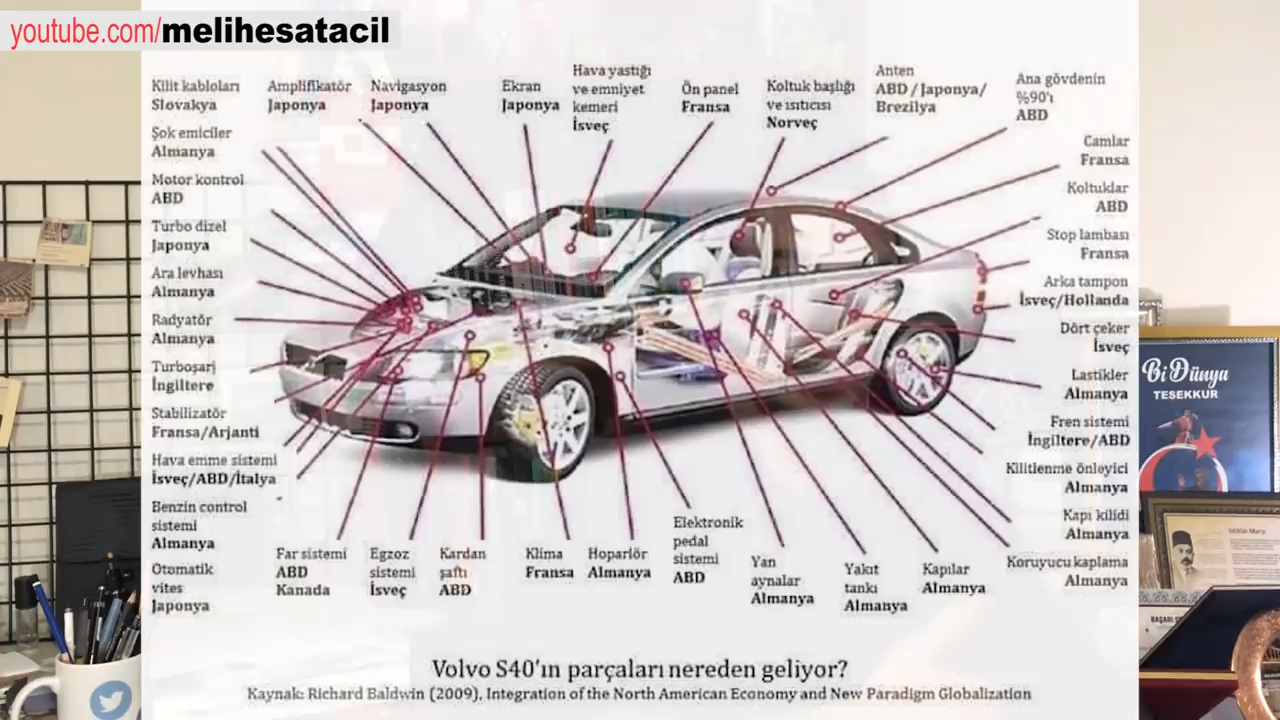 youtube.com/melihesatacil
Kilit kabloları
Slovakya
Amplifikatör
Japonya
Navigasyon
Japonya
Ekran
Japonya
Hava yastığı
ve emniyet
kemeri
İsveç
Ön panel
Fransa
Koltuk başlığı
ve ısıtıcısı
Norveç
Anten
ABD / Japonya/
Brezilya
Ana gövdenin
%90'ı
ABD
Şok emiciler
Almanya
Motor kontrol
ABD
Turbo dizel
Japonya
Ara levhası
Almanya
Radyatör
Almanya
Turboşarj
İngiltere
Stabilizatör
Fransa/Arjanti
Hava emme sistemi
İsveç/ABD/İtalya
Benzin control
sistemi
Almanya
Otomatik
vites
Japonya
Camlar
Fransa
Koltuklar
ABD
Stop lambası
Fransa
Arka tampon
İsveç/Hollanda
Dört çeker
İsveç
Lastikler
Almanya
Fren sistemi
İngiltere/ABD
Kilitlenme önleyici
Almanya
Kapı kilidi
Almanya
Koruyucu kaplama
Almanya
Far sistemi
ABD
Kanada
Egzoz
sistemi
İsveç
Kardan
şaftı
ABD
Klima
Fransa
Hoparlör
Almanya
Elektronik
pedal
sistemi
ABD
Yan
aynalar
Almanya
Yakıt
tankı
Almanya
Kapılar
Almanya
Volvo S40'ın parçaları nereden geliyor?
Kaynak: Richard Baldwin (2009), Integration of the North American Economy and New Paradigm Globalization
Bi Dünya
TESEKKUR
İstiklâl Marşı